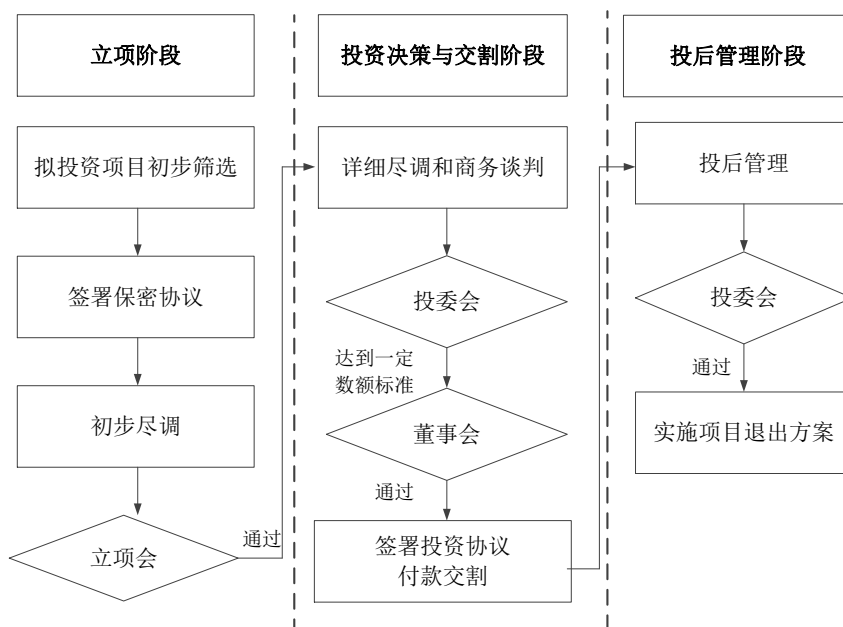 立项阶段
拟投资项目初步筛选
签署保密协议
初步尽调
立项会
通过
投资决策与交割阶段
详细尽调和商务谈判
投委会
达到一定
数额标准
董事会
通过
签署投资协议
付款交割
投后管理阶段
投后管理
投委会
通过
实施项目退出方案